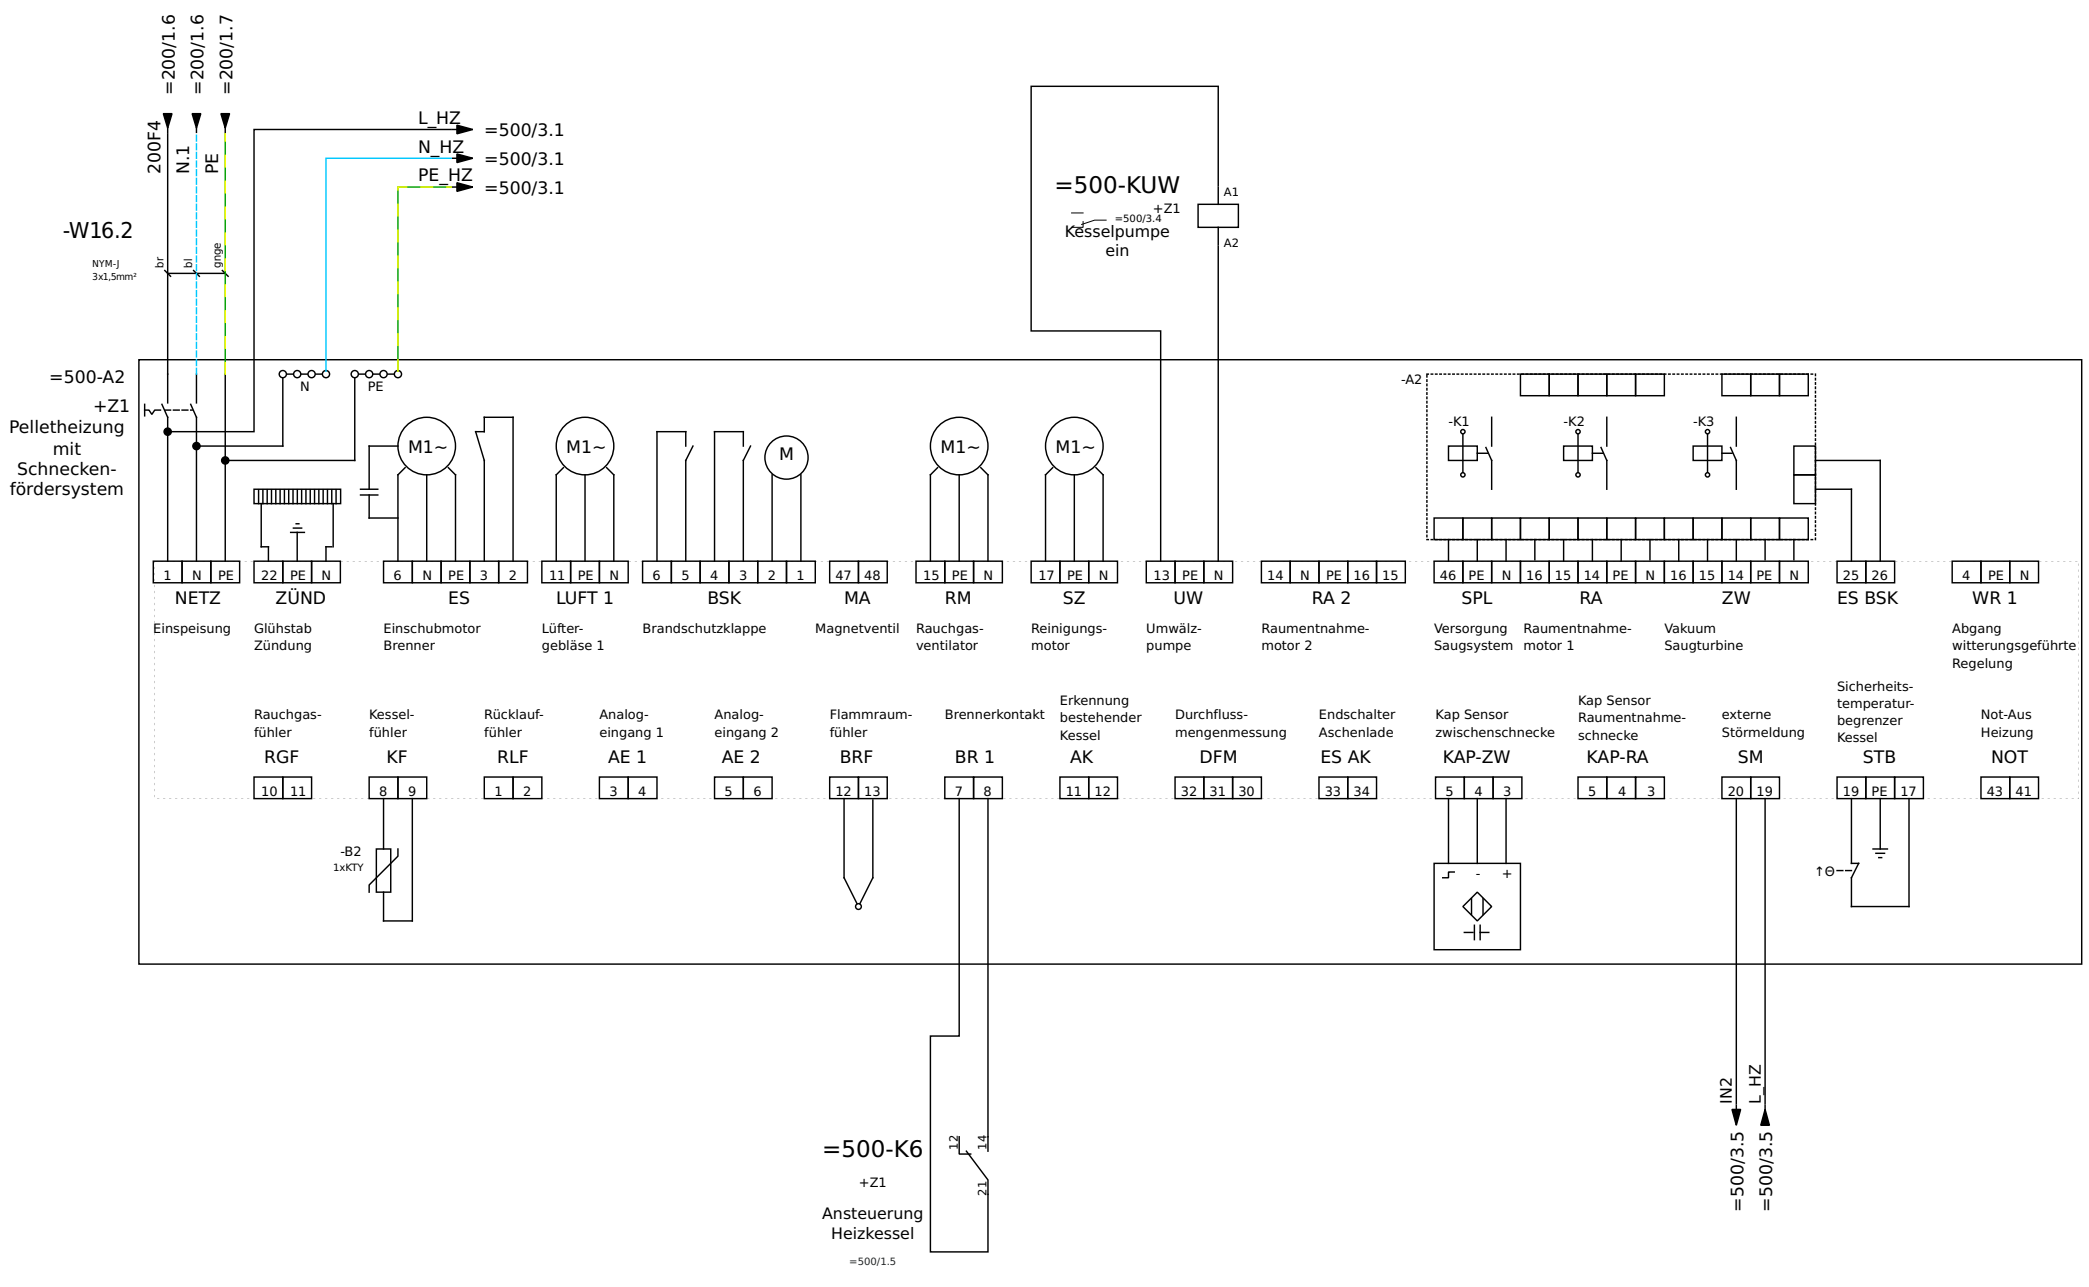 =200/1.6
=200/1.6
=200/1.7
200F4
N.1
PE
L_HZ
=500/3.1
N_HZ
=500/3.1
PE_HZ
=500/3.1
-W16.2
NYM-J
3x1,5mm²
br
bl
gnge
=500-KUW
+Z1
=500/3.4
Kesselpumpe
ein
A1
A2
=500-A2
+Z1
Pelletheizung
mit
Schnecken-
fördersystem
N
PE
M1~
M1~
M
M1~
M1~
-A2
-K1
-K2
-K3
1 N PE
22 PE N
6 N PE 3 2
11 PE N
6 5 4 3 2 1
47 48
15 PE N
17 PE N
13 PE N
14 N PE 16 15
46 PE N 16 15 14 PE N 16 15 14 PE N
25 26
4 PE N
NETZ
ZÜND
ES
LUFT 1
BSK
MA
RM
SZ
UW
RA 2
SPL
RA
ZW
ES BSK
WR 1
Einspeisung
Glühstab
Zündung
Einschubmotor
Brenner
Lüfter-
gebläse 1
Brandschutzklappe
Magnetventil
Rauchgas-
ventilator
Reinigungs-
motor
Umwälz-
pumpe
Raumentnahme-
motor 2
Versorgung
Saugsystem
Raumentnahme-
motor 1
Vakuum
Saugturbine
Abgang
witterungsgeführte
Regelung
Rauchgas-
fühler
RGF
Kessel-
fühler
KF
Rücklauf-
fühler
RLF
Analog-
eingang 1
AE 1
Analog-
eingang 2
AE 2
Flammraum-
fühler
BRF
Brennerkontakt
BR 1
Erkennung
bestehender
Kessel
AK
Durchfluss-
mengenmessung
DFM
Endschalter
Aschenlade
ES AK
Kap Sensor
zwischenschnecke
KAP-ZW
Kap Sensor
Raumentnahme-
schnecke
KAP-RA
externe
Störmeldung
SM
Sicherheits-
temperatur-
begrenzer
Kessel
STB
Not-Aus
Heizung
NOT
10 11
8 9
1 2
3 4
5 6
12 13
7 8
11 12
32 31 30
33 34
5 4 3
5 4 3
20 19
19 PE 17
43 41
-B2
1xKTY
- +
↑Θ
=500-K6
+Z1
Ansteuerung
Heizkessel
=500/1.5
12
14
21
IN2
L_HZ
=500/3.5
=500/3.5